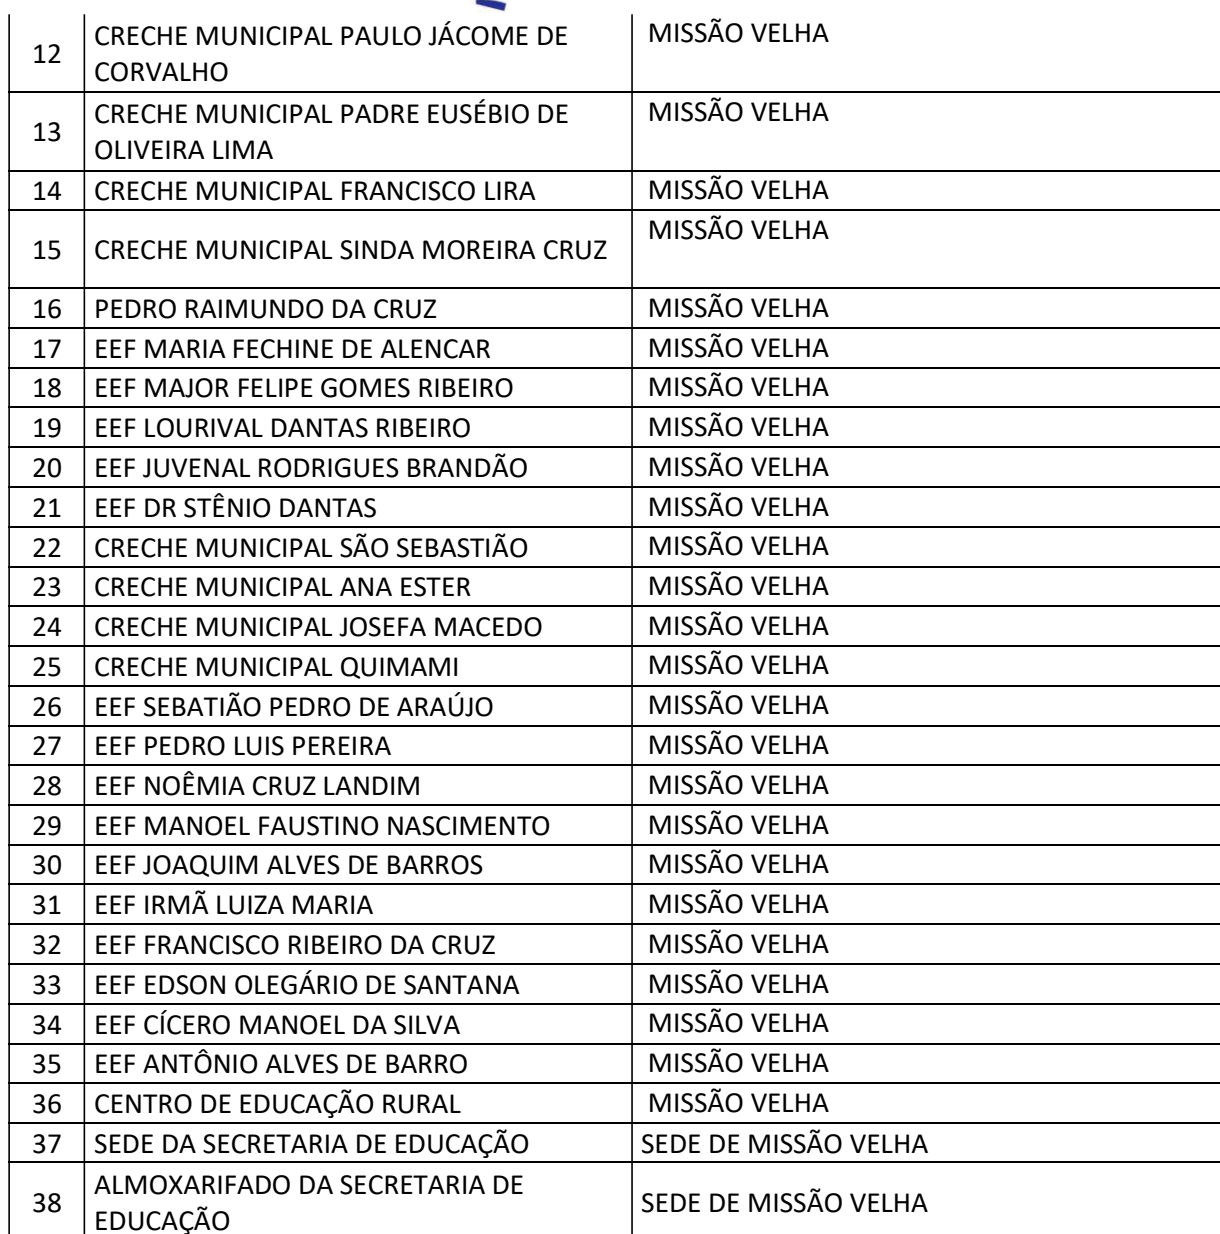 12 CRECHE MUNICIPAL PAULO JÁCOME DE MISSÃO VELHA
CORVALHO
13 CRECHE MUNICIPAL PADRE EUSÉBIO DE MISSÃO VELHA
OLIVEIRA LIMA
14 CRECHE MUNICIPAL FRANCISCO LIRA MISSÃO VELHA
15 CRECHE MUNICIPAL SINDA MOREIRA CRUZ MISSÃO VELHA
16 PEDRO RAIMUNDO DA CRUZ MISSÃO VELHA
17 EEF MARIA FECHINE DE ALENCAR MISSÃO VELHA
18 EEF MAJOR FELIPE GOMES RIBEIRO MISSÃO VELHA
19 EEF LOURIVAL DANTAS RIBEIRO MISSÃO VELHA
20 EEF JUVENAL RODRIGUES BRANDÃO MISSÃO VELHA
21 EEF DR STÊNIO DANTAS MISSÃO VELHA
22 CRECHE MUNICIPAL SÃO SEBASTIÃO MISSÃO VELHA
23 CRECHE MUNICIPAL ANA ESTER MISSÃO VELHA
24 CRECHE MUNICIPAL JOSEFA MACEDO MISSÃO VELHA
25 CRECHE MUNICIPAL QUIMAMI MISSÃO VELHA
26 EEF SEBATIÃO PEDRO DE ARAÚJO MISSÃO VELHA
27 EEF PEDRO LUIS PEREIRA MISSÃO VELHA
28 EEF NOÊMIA CRUZ LANDIM MISSÃO VELHA
29 EEF MANOEL FAUSTINO NASCIMENTO MISSÃO VELHA
30 EEF JOAQUIM ALVES DE BARROS MISSÃO VELHA
31 EEF IRMÃ LUIZA MARIA MISSÃO VELHA
32 EEF FRANCISCO RIBEIRO DA CRUZ MISSÃO VELHA
33 EEF EDSON OLEGÁRIO DE SANTANA MISSÃO VELHA
34 EEF CÍCERO MANOEL DA SILVA MISSÃO VELHA
35 EEF ANTÔNIO ALVES DE BARRO MISSÃO VELHA
36 CENTRO DE EDUCAÇÃO RURAL MISSÃO VELHA
37 SEDE DA SECRETARIA DE EDUCAÇÃO SEDE DE MISSÃO VELHA
38 ALMOXARIFADO DA SECRETARIA DE SEDE DE MISSÃO VELHA
EDUCAÇÃO